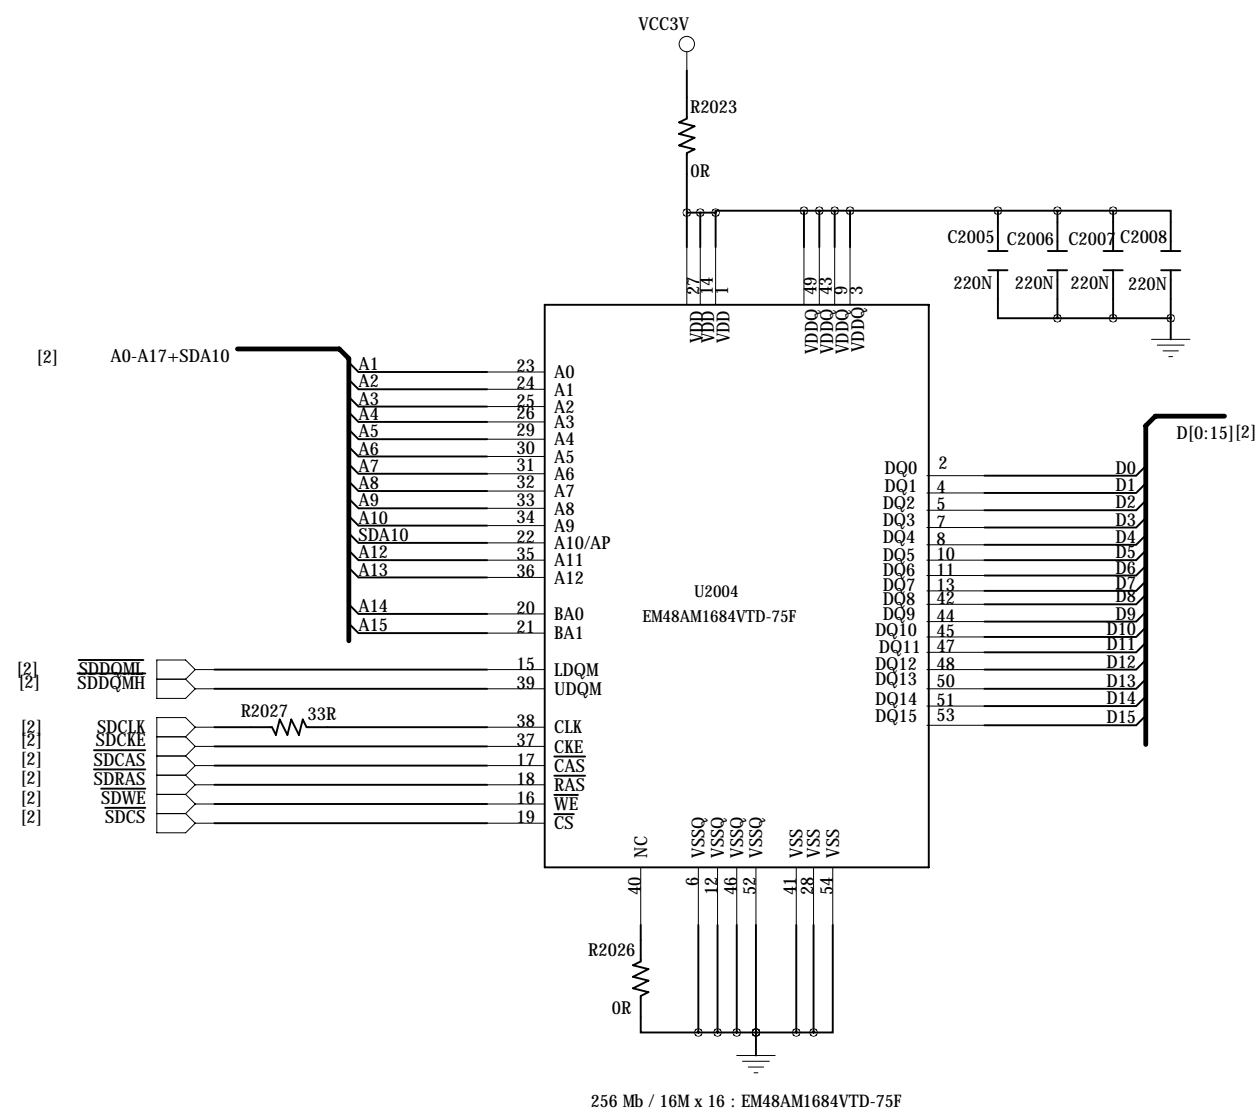 VCC3V
R2023
0R
C2005
C2006
C2007
C2008
220N
220N
220N
220N
27
14
1
49
43
9
3
VDD
VDD
VDD
VDDQ
VDDQ
VDDQ
VDDQ
[2] A0-A17+SDA10
D[0:15][2]
A1 23 A0
A2 24 A1
A3 25 A2
A4 26 A3
A5 29 A4
A6 30 A5
A7 31 A6
A8 32 A7
A9 33 A8
A10 34 A9
SDA10 22 A10/AP
A12 35 A11
A13 36 A12
A14 20 BA0
A15 21 BA1
DQ0 2 D0
DQ1 4 D1
DQ2 5 D2
DQ3 7 D3
DQ4 8 D4
DQ5 10 D5
DQ6 11 D6
DQ7 13 D7
DQ8 42 D8
DQ9 44 D9
DQ10 45 D10
DQ11 47 D11
DQ12 48 D12
DQ13 50 D13
DQ14 51 D14
DQ15 53 D15
U2004
EM48AM1684VTD-75F
[2] SDDQML 15 LDQM
[2] SDDQMH 39 UDQM
R2027 33R
[2] SDCLK 38 CLK
[2] SDCKE 37 CKE
[2] SDCAS 17 CAS
[2] SDRAS 18 RAS
[2] SDWE 16 WE
[2] SDCS 19 CS
NC
VSSQ
VSSQ
VSSQ
VSSQ
VSS
VSS
VSS
40
6
12
46
52
41
28
54
R2026
0R
256 Mb / 16M x 16 : EM48AM1684VTD-75F